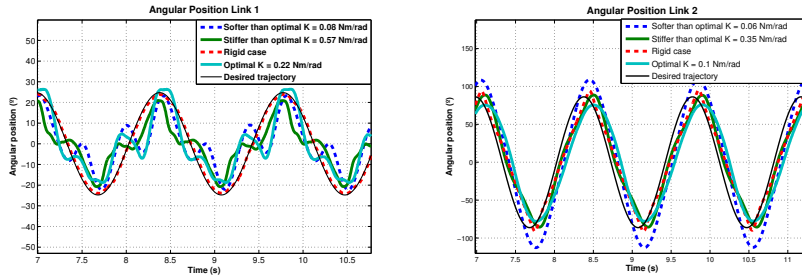 Angular Position Link 1
Angular position (º)
60
50
40
30
20
10
0
−10
−20
−30
−40
−50
Softer than optimal K = 0.08 Nm/rad
Stiffer than optimal K = 0.57 Nm/rad
Rigid case
Optimal K = 0.22 Nm/rad
Desired trajectory
7 7.5 8 8.5 9 9.5 10 10.5
Time (s)
Angular Position Link 2
Angular position (º)
150
100
50
0
−50
−100
Softer than optimal K = 0.06 Nm/rad
Stiffer than optimal K = 0.35 Nm/rad
Rigid case
Optimal K = 0.1 Nm/rad
Desired trajectory
7 7.5 8 8.5 9 9.5 10 10.5 11
Time (s)